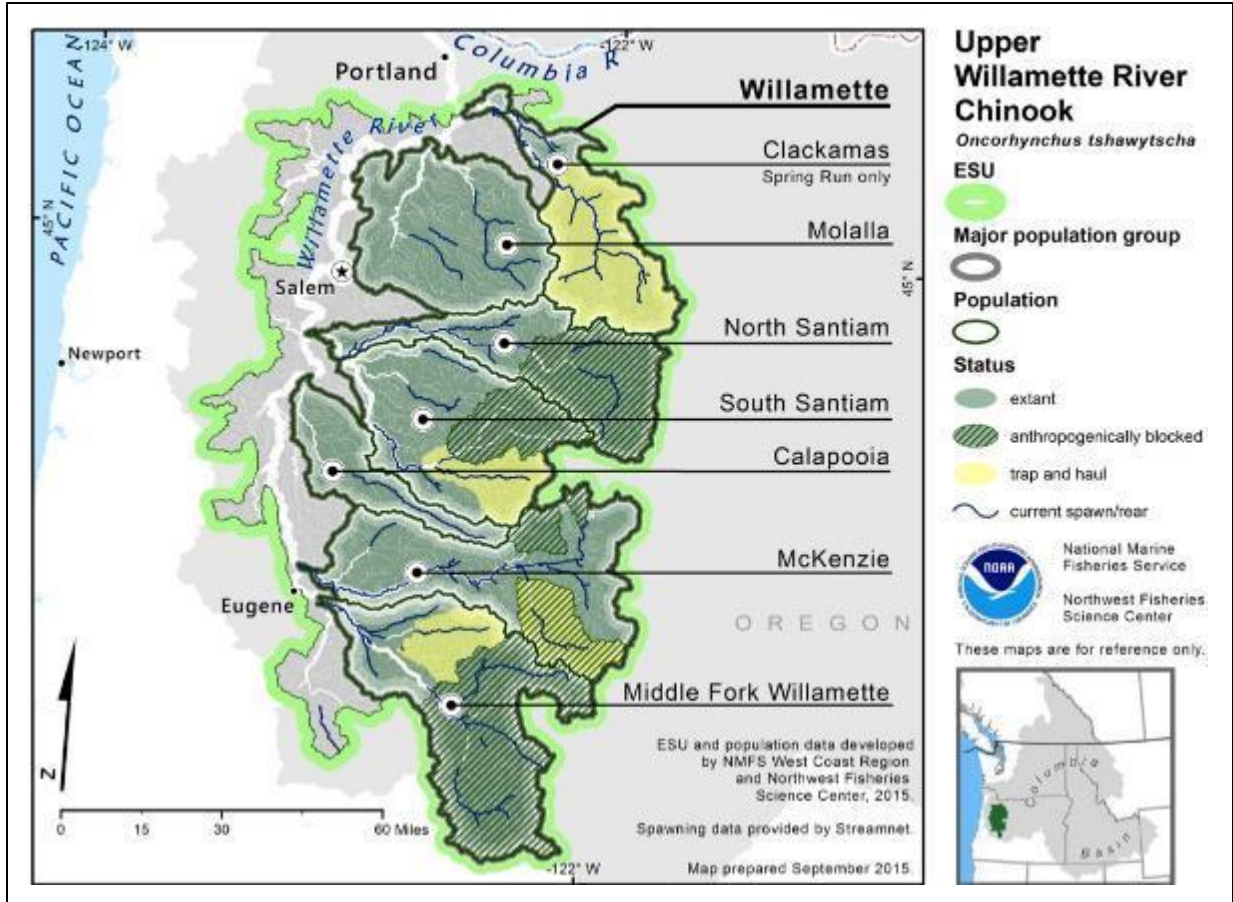 -124° W
-122° W
Columbia R
Portland
Willamette
Willamette River
PACIFIC OCEAN
Clackamas
Spring Run only
45° N
Molalla
45° N
Salem
North Santiam
Newport
South Santiam
Calapooia
McKenzie
Eugene
OREGON
Middle Fork Willamette
N
ESU and population data developed
by NMFS West Coast Region
and Northwest Fisheries
Science Center, 2015.
0 15 30 60 Miles
Spawning data provided by Streamnet.
-122° W
Map prepared September 2015.
Upper
Willamette River
Chinook
Oncorhynchus tshawytscha
ESU
Major population group
Population
Status
extant
anthropogenically blocked
trap and haul
current spawn/rear
NOAA
National Marine
Fisheries Service
Northwest Fisheries
Science Center
These maps are for reference only.
Columbia
Basin